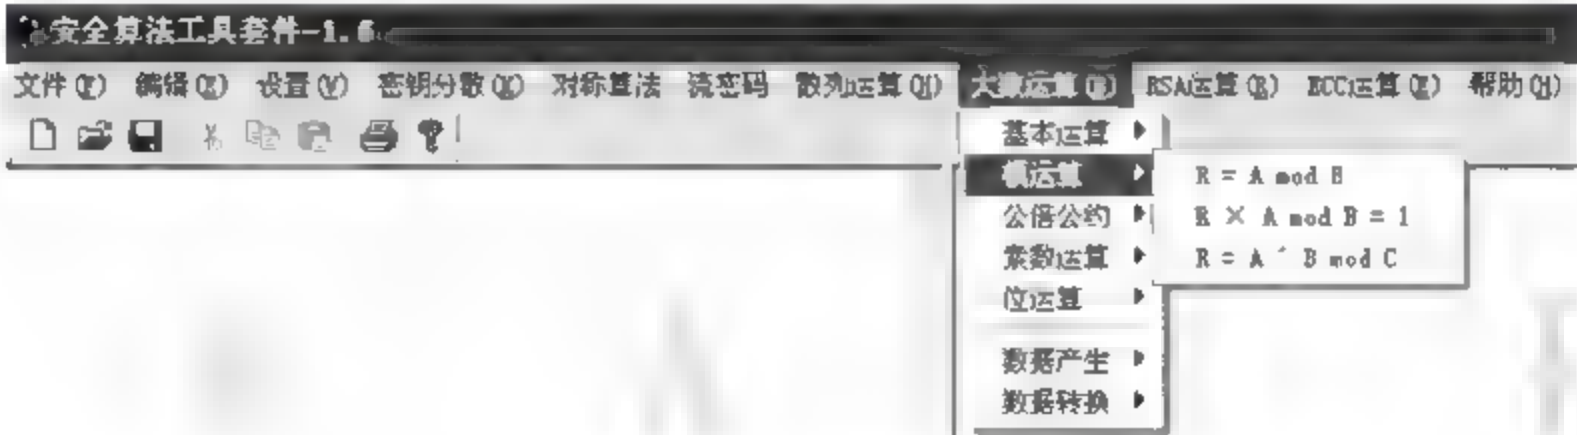 安全算法工具套件-1.6
文件(F) 编辑(E) 设置(V) 密钥分散(K) 对称算法 流密码 散列运算(H) 大数运算(B) RSA运算(R) ECC运算(E) 帮助(H)
基本运算
模运算
R = A mod B
公倍公约
R × A mod B = 1
素数运算
R = A ^ B mod C
位运算
数据产生
数据转换